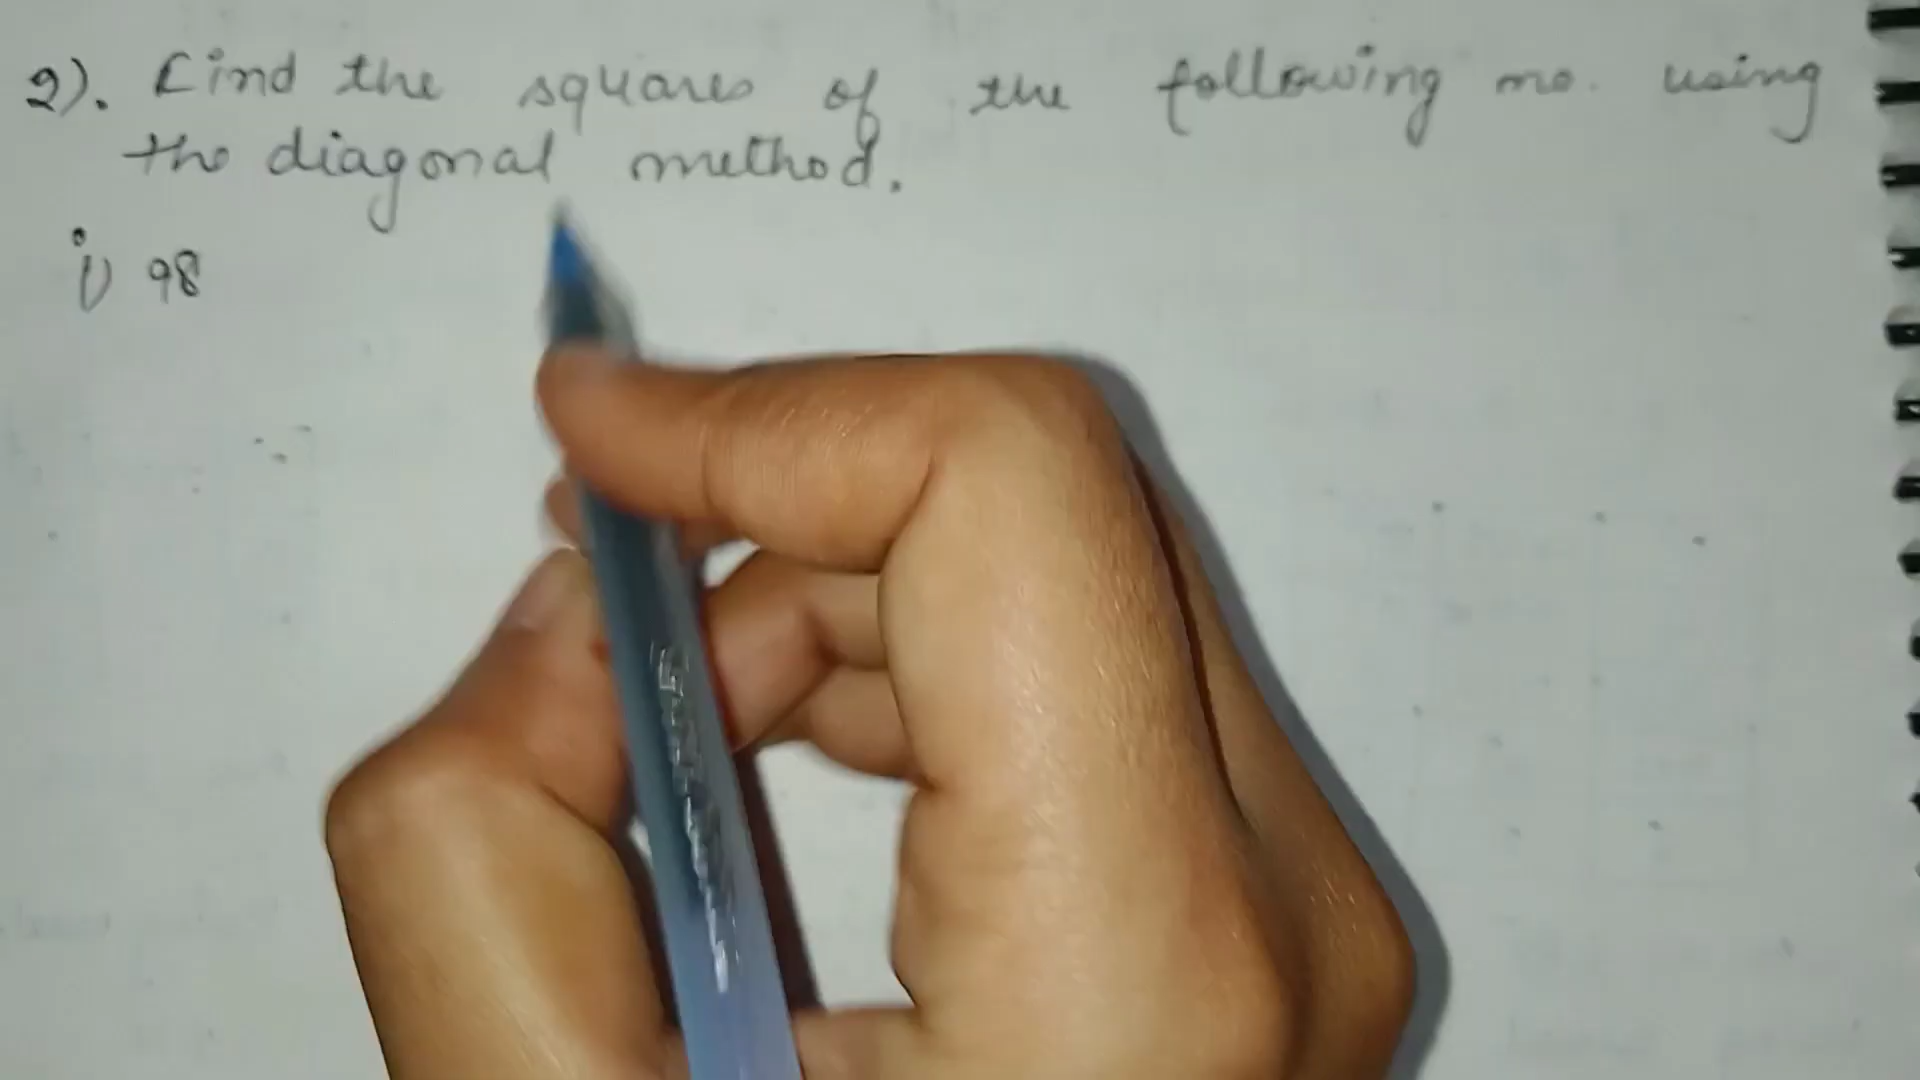 2). Find the squares of the following no. using
the diagonal method.
i) 98